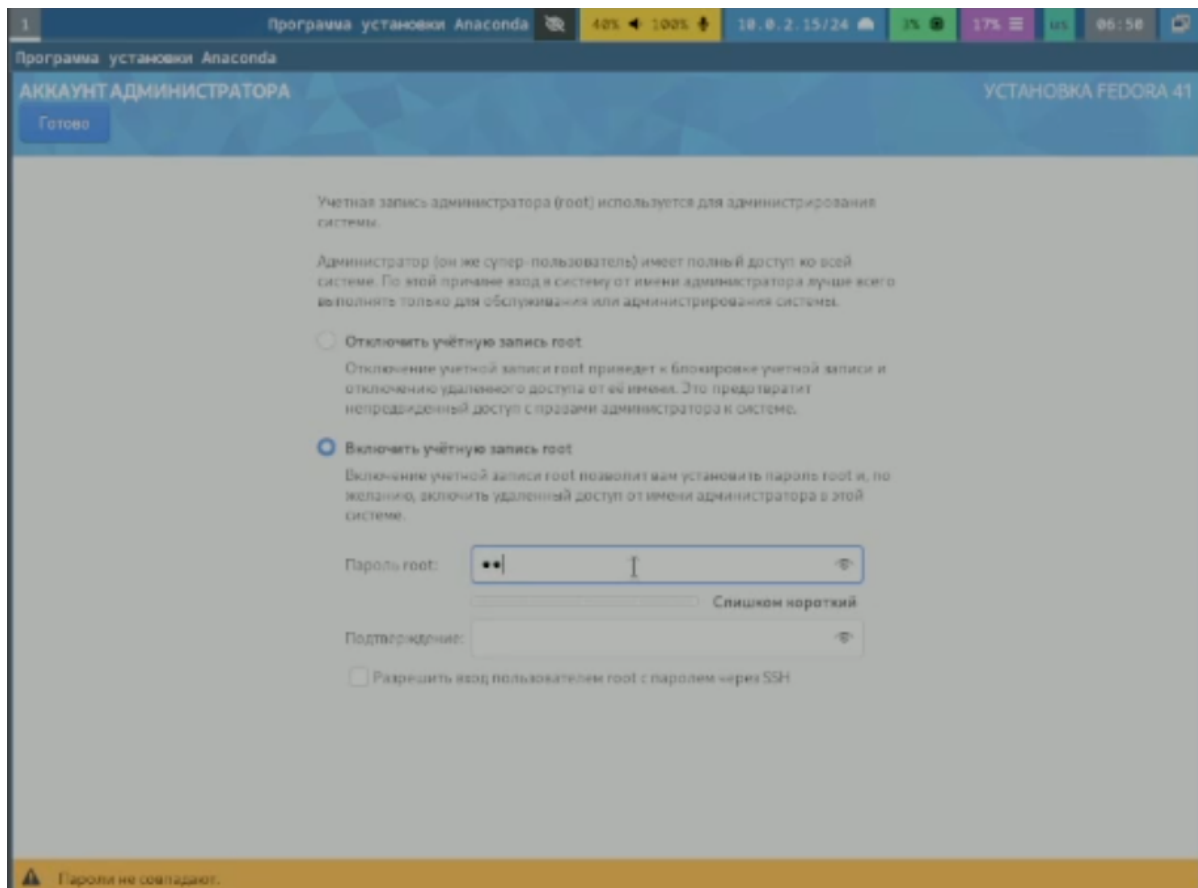 1 Программа установки Anaconda 40% 100% 10.0.2.15/24 3% 17% us 06:50
Программа установки Anaconda
АККАУНТ АДМИНИСТРАТОРА УСТАНОВКА FEDORA 41
Готово
Учетная запись администратора (root) используется для администрирования
системы.
Администратор (он же супер-пользователь) имеет полный доступ ко всей
системе. По этой причине вход в систему от имени администратора лучше всего
выполнять только для обслуживания или администрирования системы.
Отключить учётную запись root
Отключение учетной записи root приведет к блокировке учетной записи и
отключению удаленного доступа от её имени. Это предотвратит
непредвиденный доступ с правами администратора к системе.
Включить учётную запись root
Включение учетной записи root позволит вам установить пароль root и, по
желанию, включить удаленный доступ от имени администратора в этой
системе.
Пароль root: ••
Слишком короткий
Подтверждение:
Разрешить вход пользователем root с паролем через SSH
Пароли не совпадают.